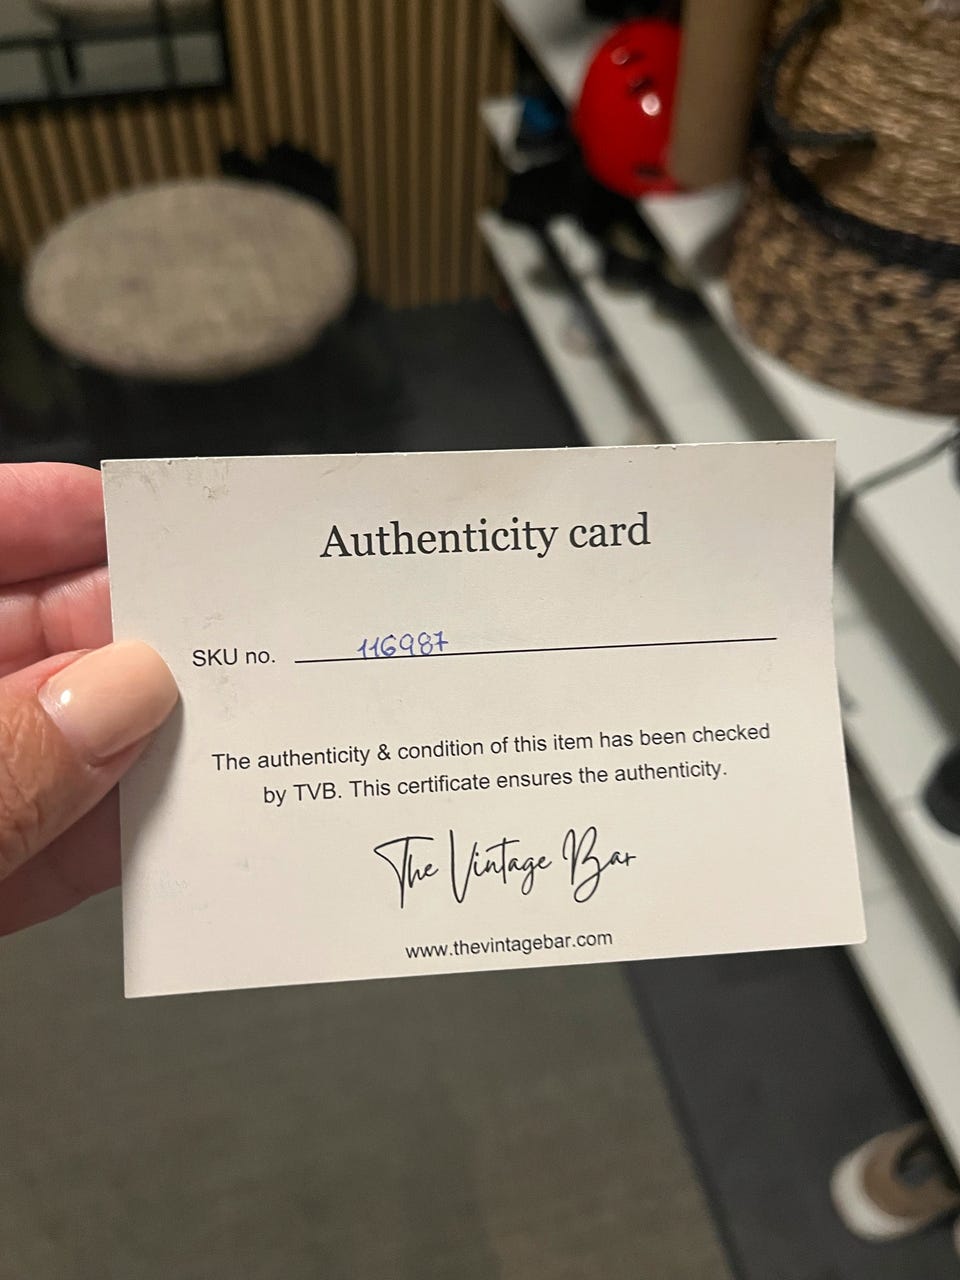 Authenticity card
SKU no. 116987
The authenticity & condition of this item has been checked
by TVB. This certificate ensures the authenticity.
The Vintage Bar
www.thevintagebar.com